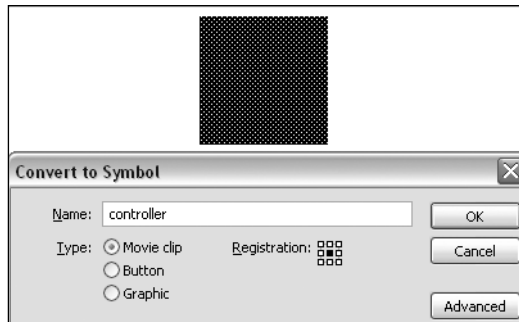 Convert to Symbol
Name: controller
OK
Type: Movie clip
Registration:
Cancel
Button
Graphic
Advanced